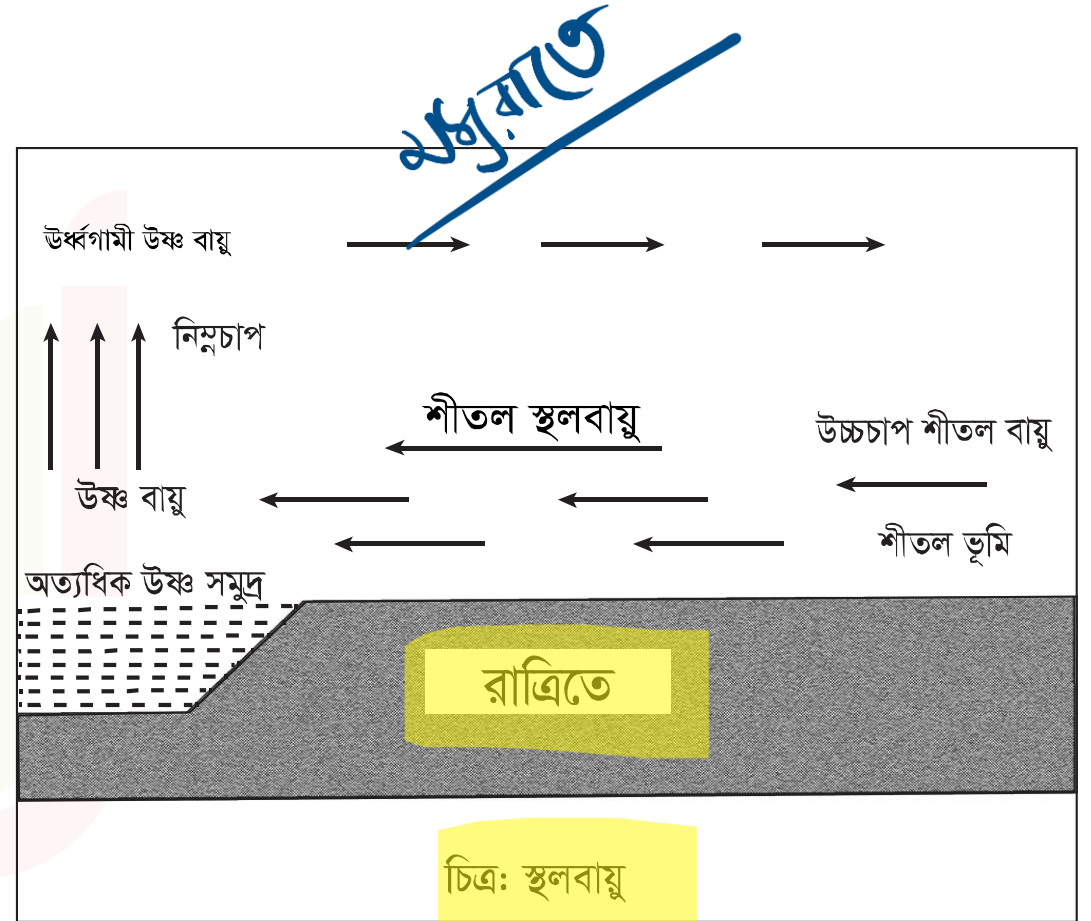 মধ্যরাতে
ঊর্ধ্বগামী উষ্ণ বায়ু
নিম্নচাপ
শীতল স্থলবায়ু
উচ্চচাপ শীতল বায়ু
উষ্ণ বায়ু
শীতল ভূমি
অত্যধিক উষ্ণ সমুদ্র
রাত্রিতে
চিত্র: স্থলবায়ু